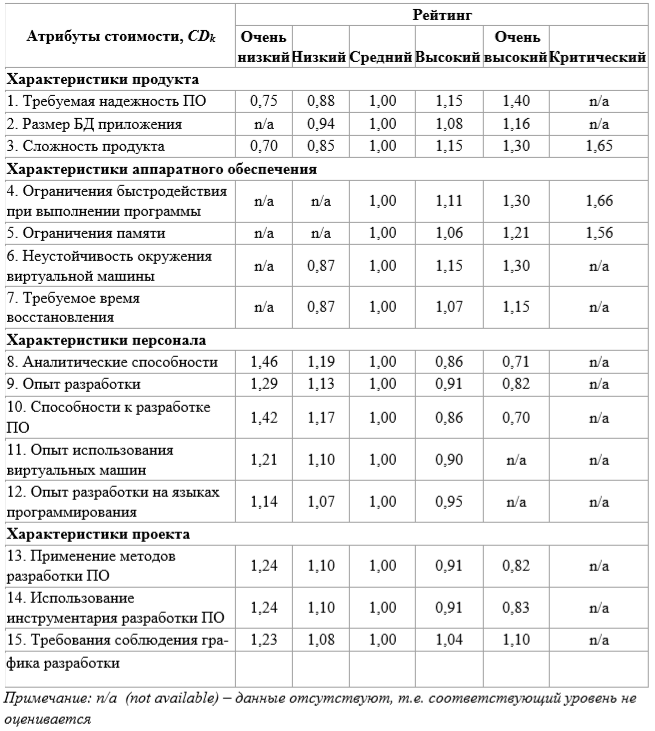 Атрибуты стоимости, CDk
Рейтинг
Очень низкий Низкий Средний Высокий Очень высокий Критический
Характеристики продукта
1. Требуемая надежность ПО 0,75 0,88 1,00 1,15 1,40 n/a
2. Размер БД приложения n/a 0,94 1,00 1,08 1,16 n/a
3. Сложность продукта 0,70 0,85 1,00 1,15 1,30 1,65
Характеристики аппаратного обеспечения
4. Ограничения быстродействия
при выполнении программы n/a n/a 1,00 1,11 1,30 1,66
5. Ограничения памяти n/a n/a 1,00 1,06 1,21 1,56
6. Неустойчивость окружения
виртуальной машины n/a 0,87 1,00 1,15 1,30 n/a
7. Требуемое время
восстановления n/a 0,87 1,00 1,07 1,15 n/a
Характеристики персонала
8. Аналитические способности 1,46 1,19 1,00 0,86 0,71 n/a
9. Опыт разработки 1,29 1,13 1,00 0,91 0,82 n/a
10. Способности к разработке
ПО 1,42 1,17 1,00 0,86 0,70 n/a
11. Опыт использования
виртуальных машин 1,21 1,10 1,00 0,90 n/a n/a
12. Опыт разработки на языках
программирования 1,14 1,07 1,00 0,95 n/a n/a
Характеристики проекта
13. Применение методов
разработки ПО 1,24 1,10 1,00 0,91 0,82 n/a
14. Использование
инструментария разработки ПО 1,24 1,10 1,00 0,91 0,83 n/a
15. Требования соблюдения гра- 1,23 1,08 1,00 1,04 1,10 n/a
фика разработки
Примечание: n/a (not available) – данные отсутствуют, т.е. соответствующий уровень не
оценивается